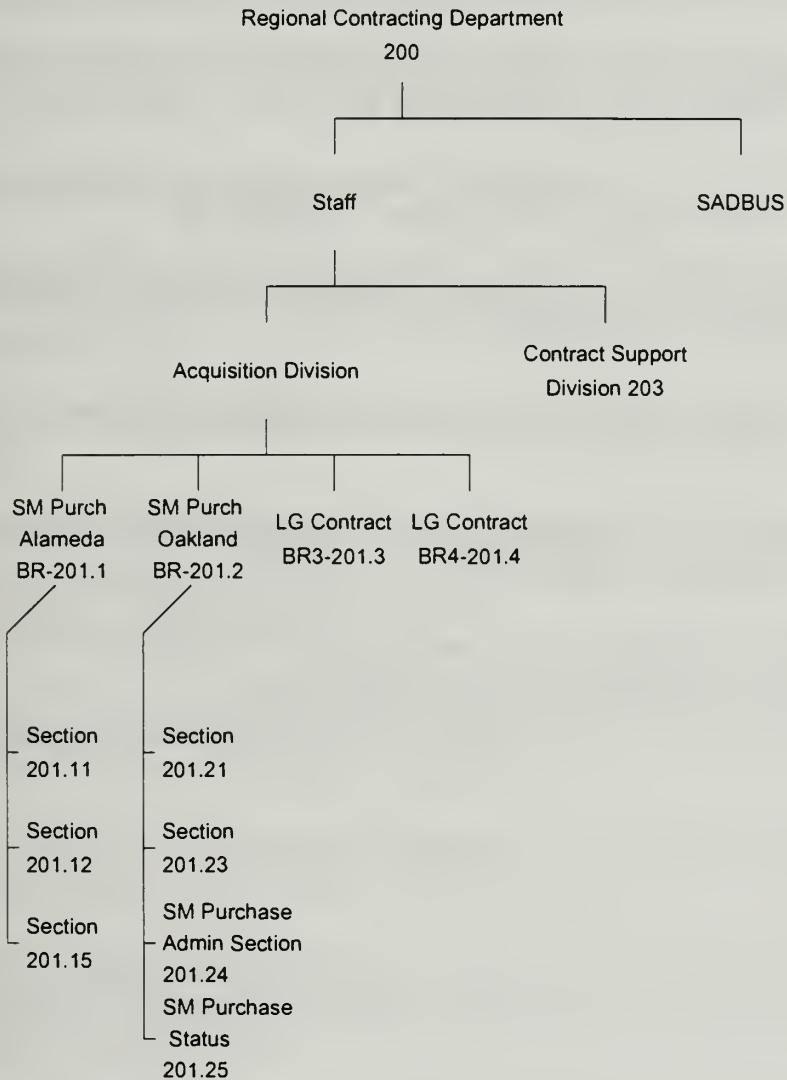 Regional Contracting Department
200
Staff
SADBUS
Acquisition Division
Contract Support
Division 203
SM Purch
Alameda
BR-201.1
SM Purch
Oakland
BR-201.2
LG Contract
BR3-201.3
LG Contract
BR4-201.4
Section
201.11
Section
201.12
Section
201.15
Section
201.21
Section
201.23
SM Purchase
Admin Section
201.24
SM Purchase
Status
201.25